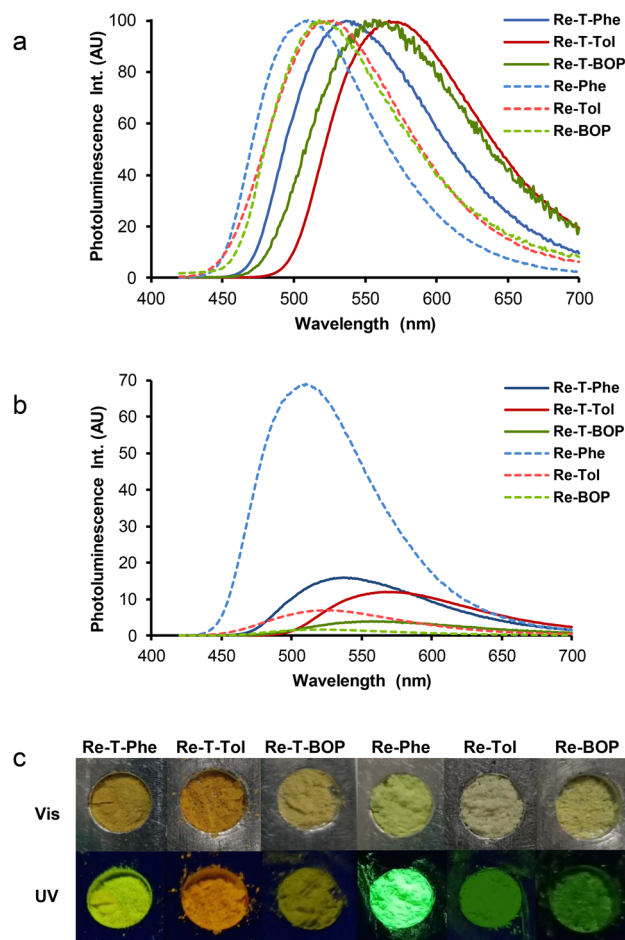 a
Photoluminescence Int. (AU)
100
80
60
40
20
0
400 450 500 550 600 650 700
Wavelength (nm)
Re-T-Phe
Re-T-Tol
Re-T-BOP
Re-Phe
Re-Tol
Re-BOP
b
Photoluminescence Int. (AU)
70
60
50
40
30
20
10
0
400 450 500 550 600 650 700
Wavelength (nm)
Re-T-Phe
Re-T-Tol
Re-T-BOP
Re-Phe
Re-Tol
Re-BOP
c
Re-T-Phe Re-T-Tol Re-T-BOP Re-Phe Re-Tol Re-BOP
Vis
UV